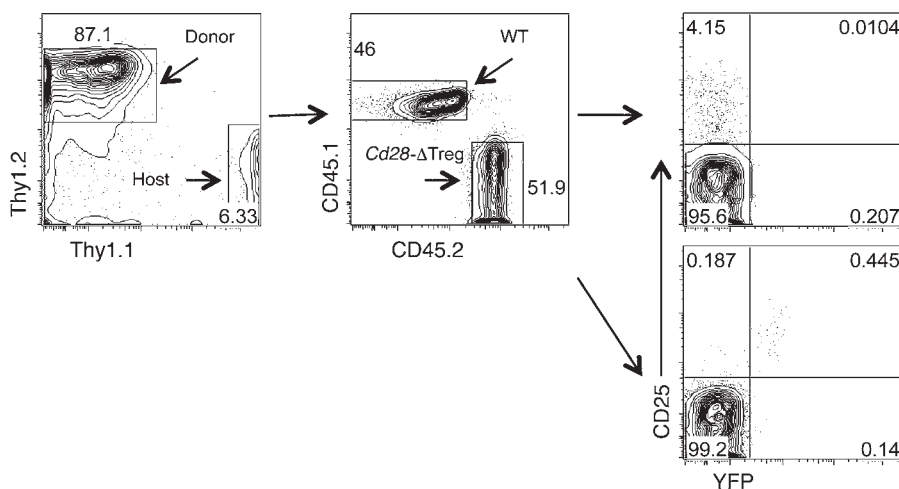 87.1
Donor
Host
6.33
Thy1.2
Thy1.1
46
WT
Cd28-ΔTreg
51.9
CD45.1
CD45.2
4.15
0.0104
95.6
0.207
0.187
0.445
99.2
0.14
CD25
YFP